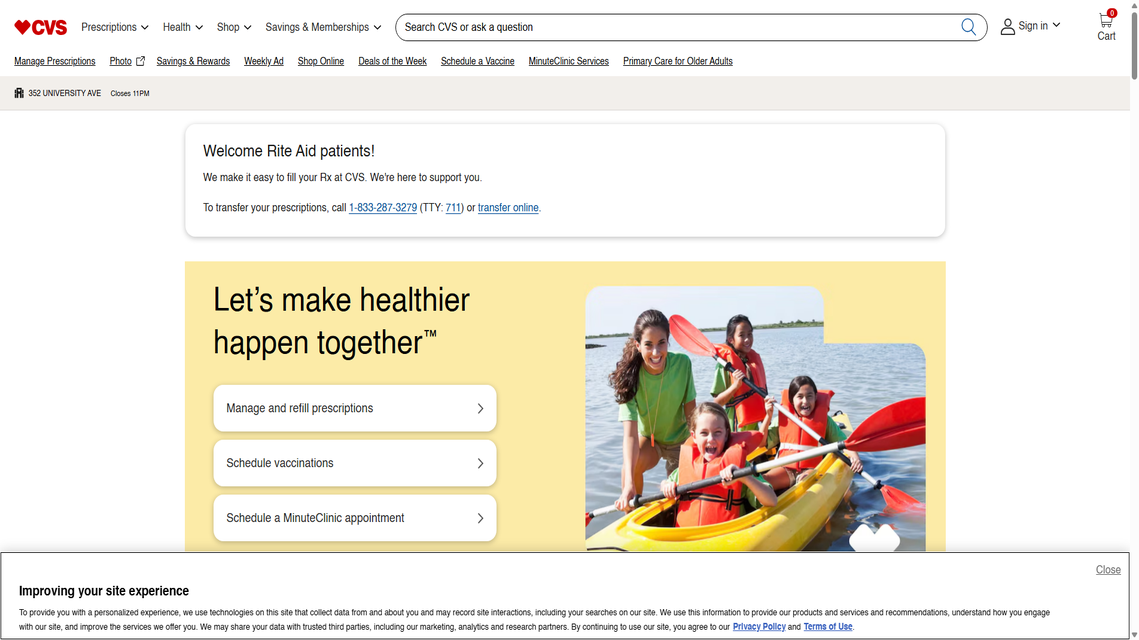 CVS Prescriptions Health Shop Savings & Memberships Search CVS or ask a question Sign in 0 Cart
Manage Prescriptions Photo Savings & Rewards Weekly Ad Shop Online Deals of the Week Schedule a Vaccine MinuteClinic Services Primary Care for Older Adults
352 UNIVERSITY AVE Closes 11PM
Welcome Rite Aid patients!
We make it easy to fill your Rx at CVS. We're here to support you.
To transfer your prescriptions, call 1-833-287-3279 (TTY: 711) or transfer online.
Let's make healthier
happen together™
Manage and refill prescriptions
Schedule vaccinations
Schedule a MinuteClinic appointment
Close
Improving your site experience
To provide you with a personalized experience, we use technologies on this site that collect data from and about you and may record site interactions, including your searches on our site. We use this information to provide our products and services and recommendations, understand how you engage
with our site, and improve the services we offer you. We may share your data with trusted third parties, including our marketing, analytics and research partners. By continuing to use our site, you agree to our Privacy Policy and Terms of Use.